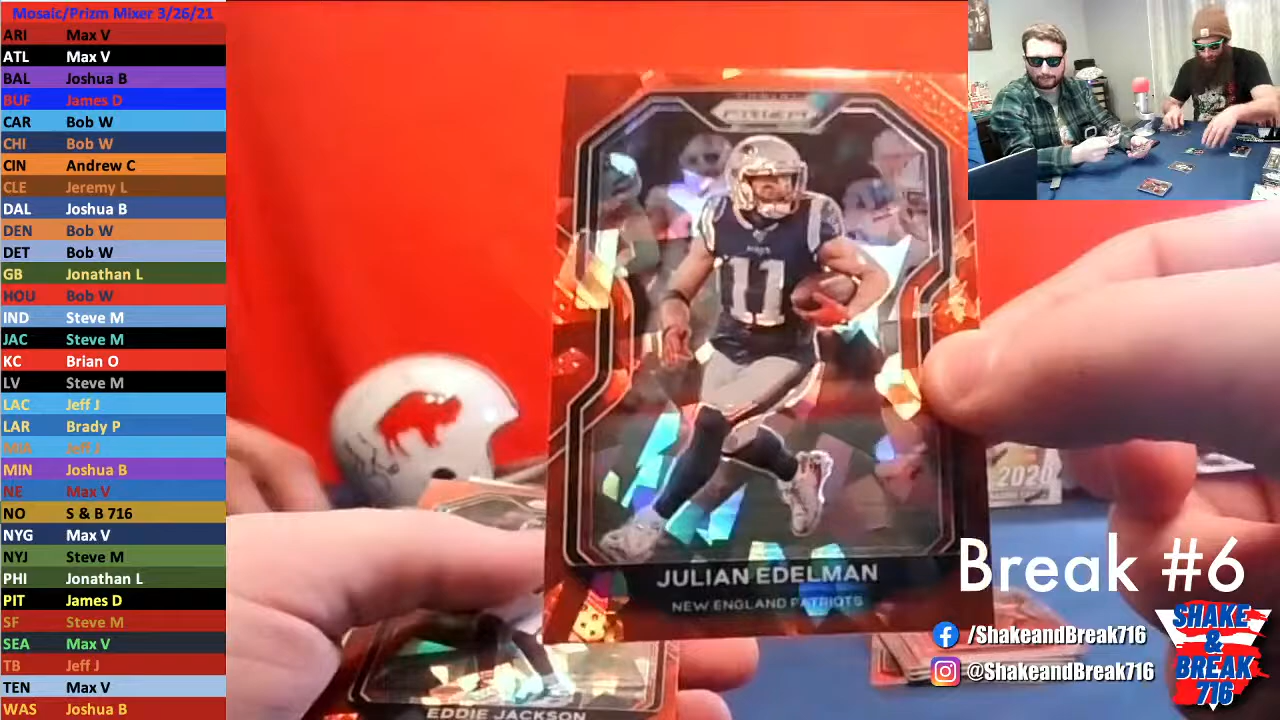 Mosaic/Prizm Mixer 3/26/21
ARI Max V
ATL Max V
BAL Joshua B
BUF James D
CAR Bob W
CHI Bob W
CIN Andrew C
CLE Jeremy L
DAL Joshua B
DEN Bob W
DET Bob W
GB Jonathan L
HOU Bob W
IND Steve M
JAC Steve M
KC Brian O
LV Steve M
LAC Jeff J
LAR Brady P
MIA Jeff J
MIN Joshua B
NE Max V
NO S & B 716
NYG Max V
NYJ Steve M
PHI Jonathan L
PIT James D
SF Steve M
SEA Max V
TB Jeff J
TEN Max V
WAS Joshua B
PRIZM
11
JULIAN EDELMAN
NEW ENGLAND PATRIOTS
EDDIE JACKSON
2020
Break #6
/ShakeandBreak716
@ShakeandBreak716
SHAKE
&
BREAK
716